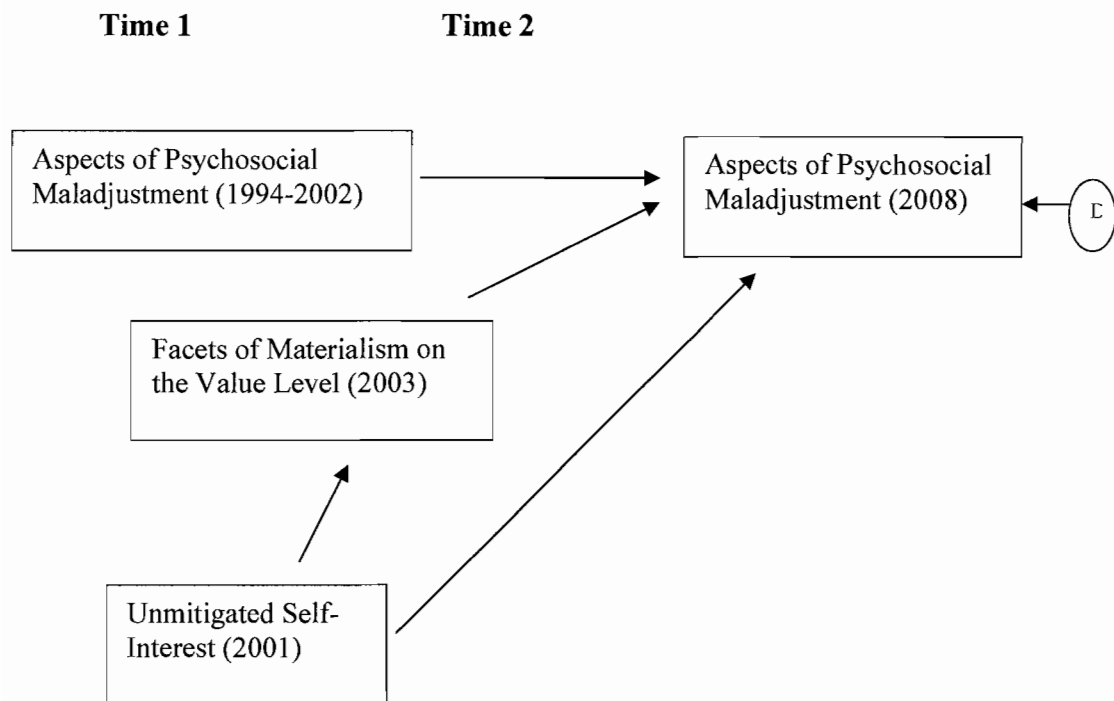 Time 1 Time 2
Aspects of Psychosocial
Maladjustment (1994-2002)
Aspects of Psychosocial
Maladjustment (2008)
Facets of Materialism on
the Value Level (2003)
Unmitigated Self-
Interest (2001)